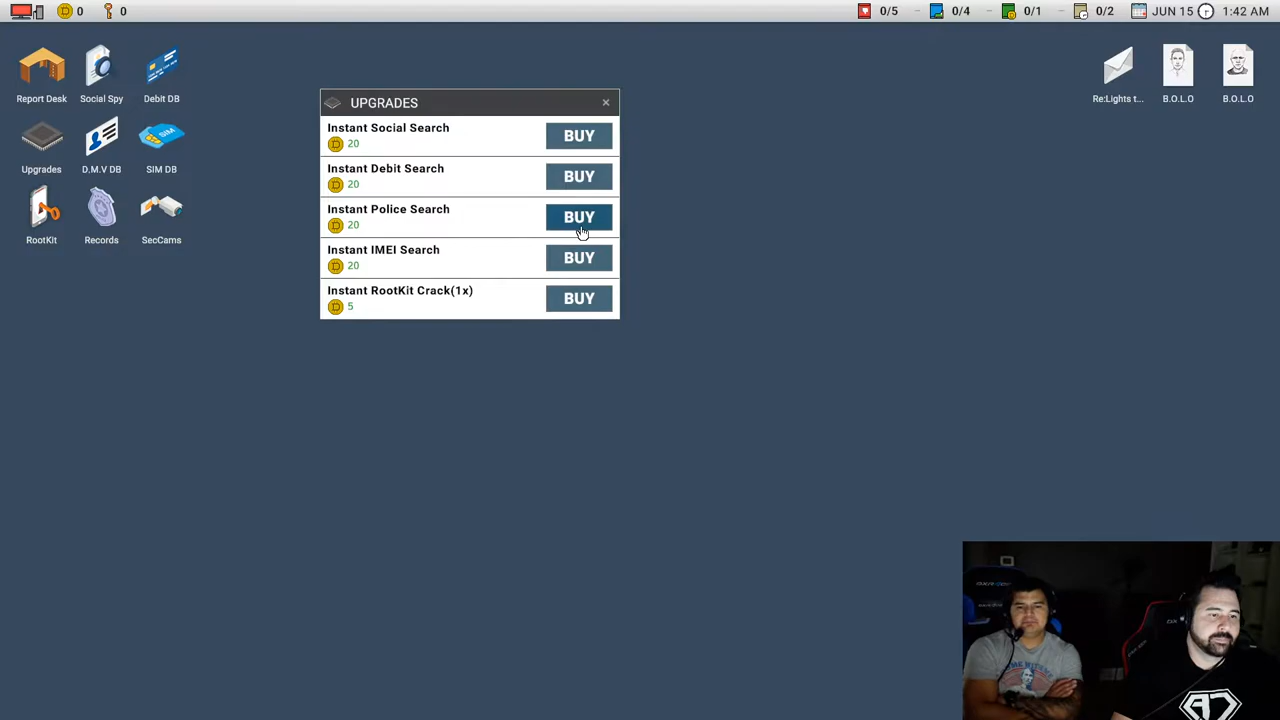 0 0 0/5 0/4 0/1 0/2 JUN 15 1:42 AM
Report Desk Social Spy Debit DB
Upgrades D.M.V DB SIM DB
RootKit Records SecCams
Re:Lights t... B.O.L.O B.O.L.O
UPGRADES
Instant Social Search
20 BUY
Instant Debit Search
20 BUY
Instant Police Search
20 BUY
Instant IMEI Search
20 BUY
Instant RootKit Crack(1x)
5 BUY